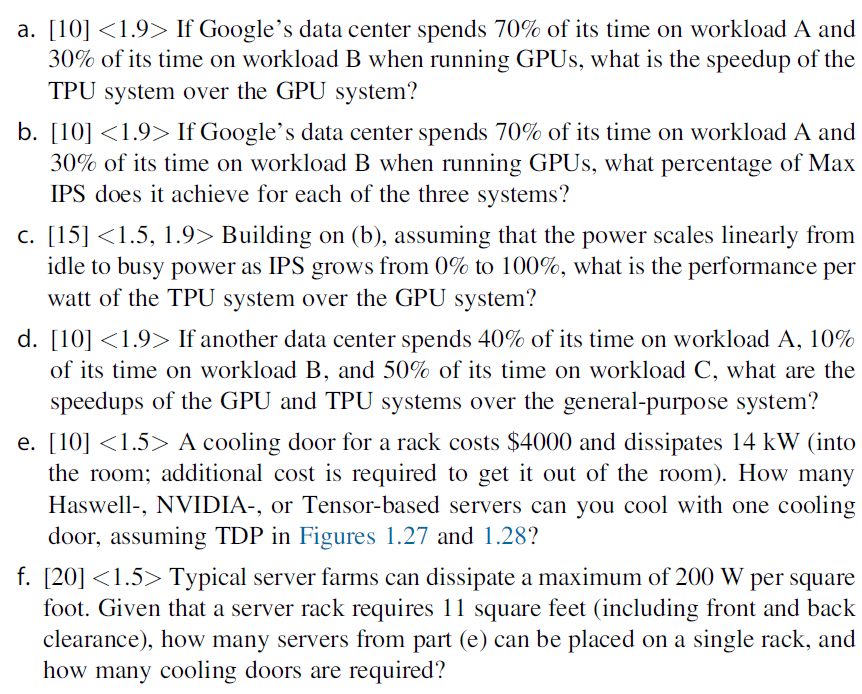 a. [10] <1.9> If Google’s data center spends 70% of its time on workload A and
30% of its time on workload B when running GPUs, what is the speedup of the
TPU system over the GPU system?
b. [10] <1.9> If Google’s data center spends 70% of its time on workload A and
30% of its time on workload B when running GPUs, what percentage of Max
IPS does it achieve for each of the three systems?
c. [15] <1.5, 1.9> Building on (b), assuming that the power scales linearly from
idle to busy power as IPS grows from 0% to 100%, what is the performance per
watt of the TPU system over the GPU system?
d. [10] <1.9> If another data center spends 40% of its time on workload A, 10%
of its time on workload B, and 50% of its time on workload C, what are the
speedups of the GPU and TPU systems over the general-purpose system?
e. [10] <1.5> A cooling door for a rack costs $4000 and dissipates 14 kW (into
the room; additional cost is required to get it out of the room). How many
Haswell-, NVIDIA-, or Tensor-based servers can you cool with one cooling
door, assuming TDP in Figures 1.27 and 1.28?
f. [20] <1.5> Typical server farms can dissipate a maximum of 200 W per square
foot. Given that a server rack requires 11 square feet (including front and back
clearance), how many servers from part (e) can be placed on a single rack, and
how many cooling doors are required?